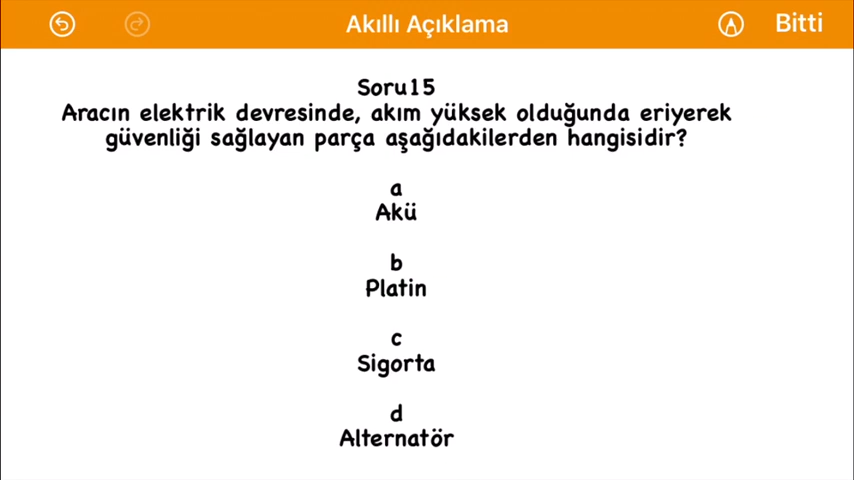 Akıllı Açıklama
Bitti
Soru15
Aracın elektrik devresinde, akım yüksek olduğunda eriyerek
güvenliği sağlayan parça aşağıdakilerden hangisidir?
a
Akü
b
Platin
c
Sigorta
d
Alternatör